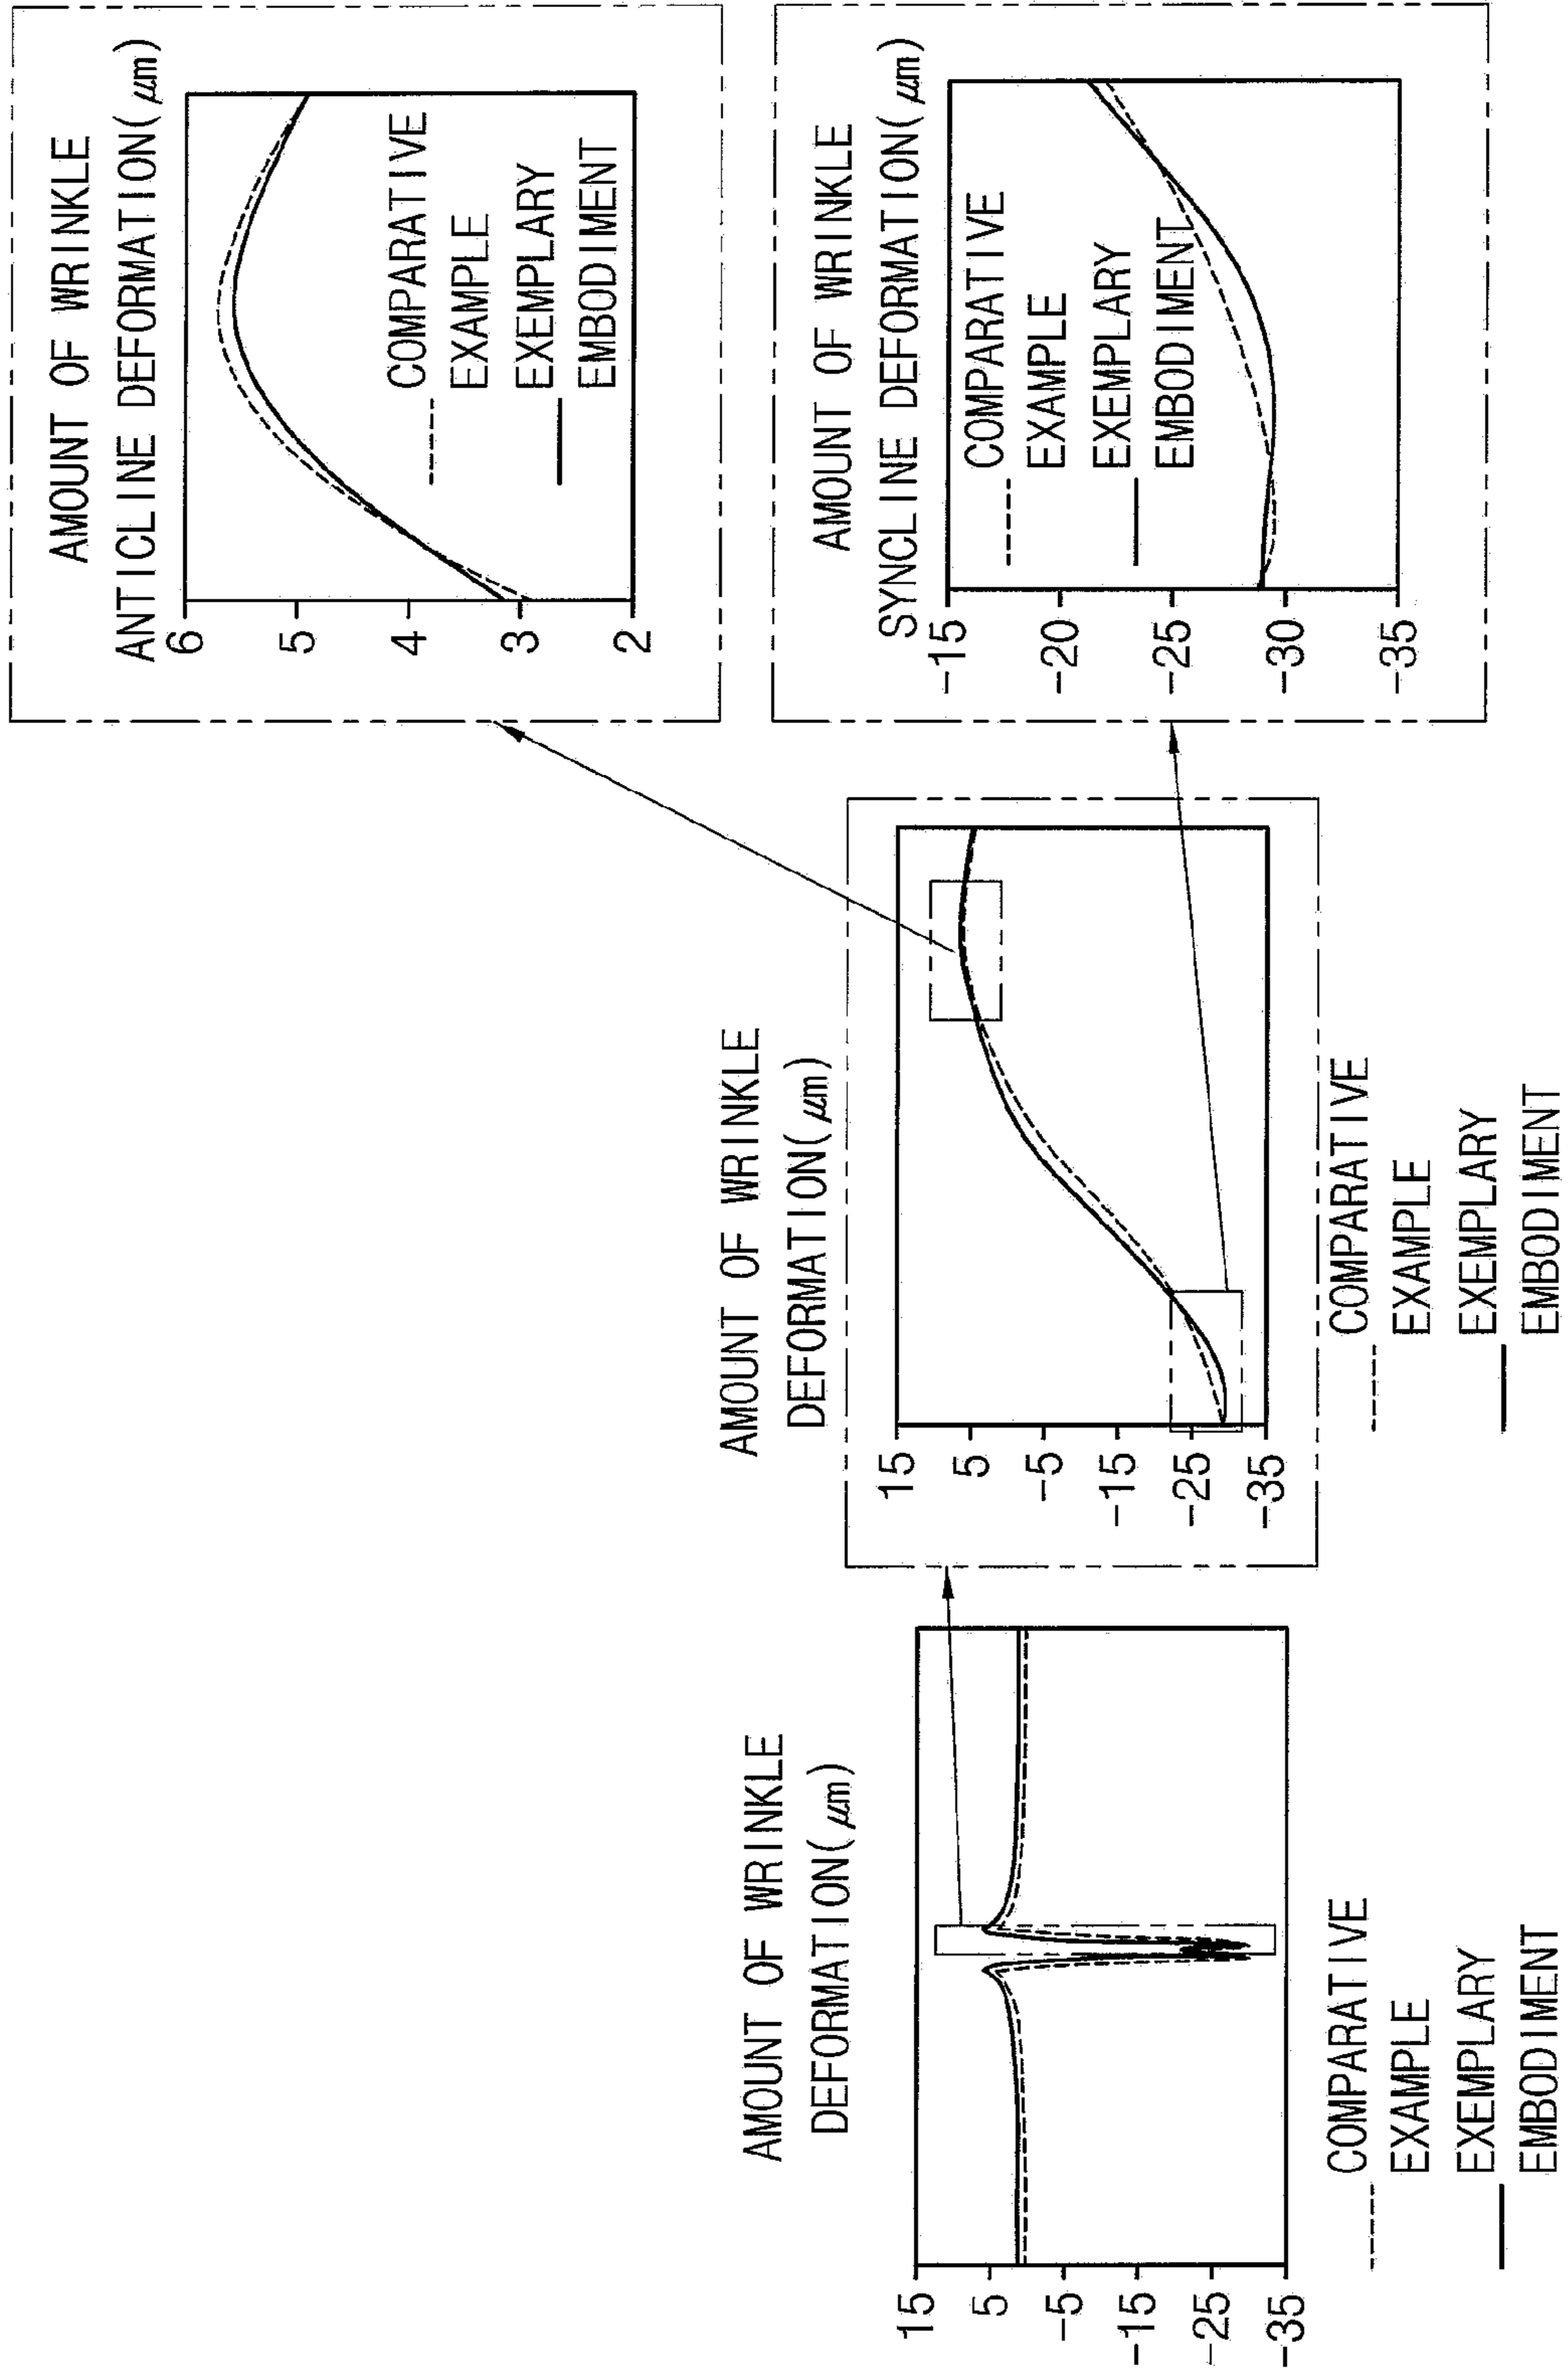 AMOUNT OF WRINKLE
DEFORMATION(μm)
15
5
-5
-15
-25
-35
COMPARATIVE
EXAMPLE
EXEMPLARY
EMBODIMENT
AMOUNT OF WRINKLE
DEFORMATION(μm)
15
5
-5
-15
-25
-35
COMPARATIVE
EXAMPLE
EXEMPLARY
EMBODIMENT
AMOUNT OF WRINKLE
ANTICLINE DEFORMATION(μm)
6
5
4
3
2
COMPARATIVE
EXAMPLE
EXEMPLARY
EMBODIMENT
AMOUNT OF WRINKLE
SYNCLINE DEFORMATION(μm)
-15
-20
-25
-30
-35
COMPARATIVE
EXAMPLE
EXEMPLARY
EMBODIMENT